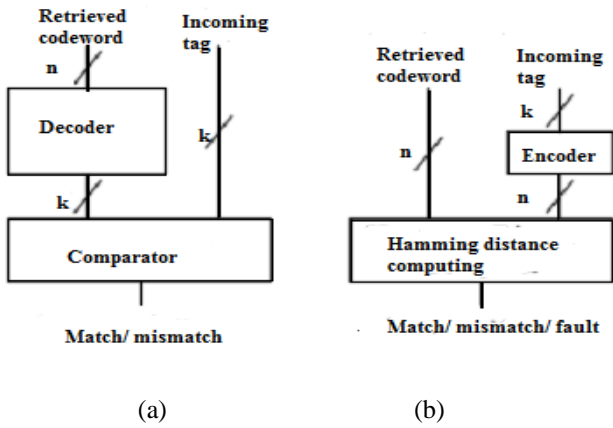 Retrieved
codeword
Incoming
tag
n
Decoder
k
k
Comparator
Match/ mismatch
(a)
Retrieved
codeword
Incoming
tag
k
Encoder
n
n
Hamming distance
computing
Match/ mismatch/ fault
(b)